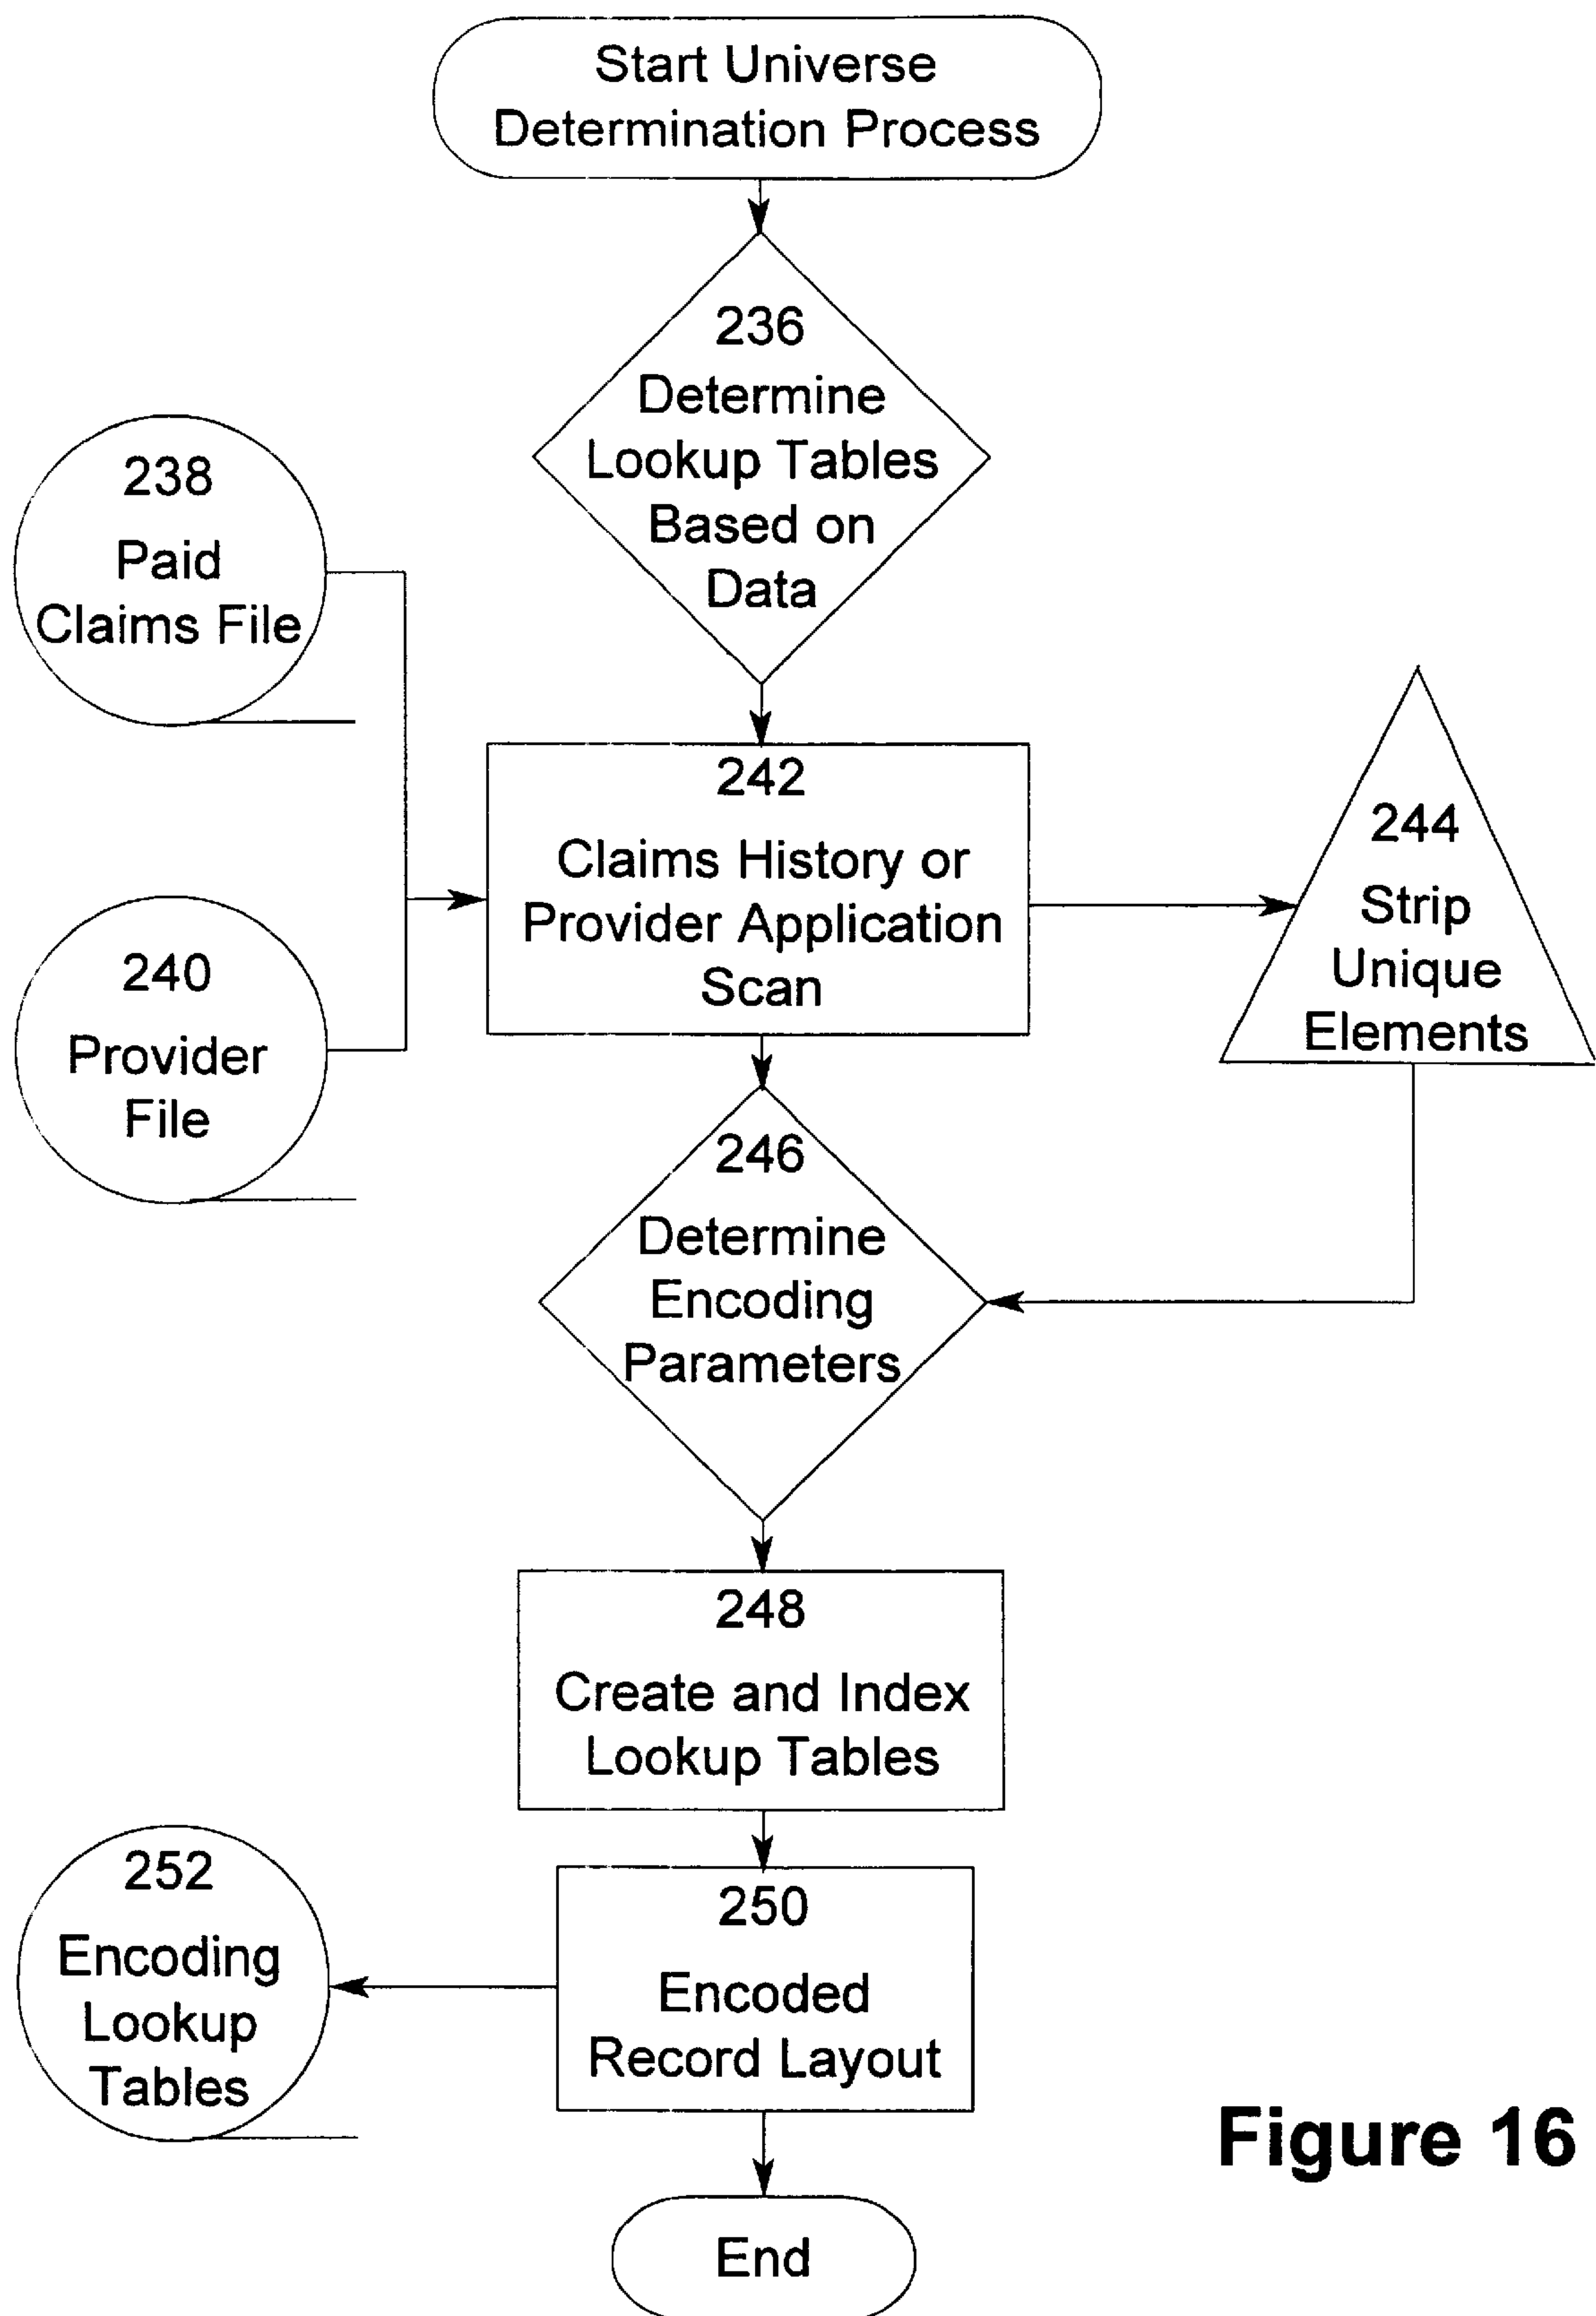 Start Universe
Determination Process
236
Determine
Lookup Tables
Based on
Data
238
Paid
Claims File
240
Provider
File
242
Claims History or
Provider Application
Scan
244
Strip
Unique
Elements
246
Determine
Encoding
Parameters
248
Create and Index
Lookup Tables
250
Encoded
Record Layout
252
Encoding
Lookup
Tables
End
Figure 16